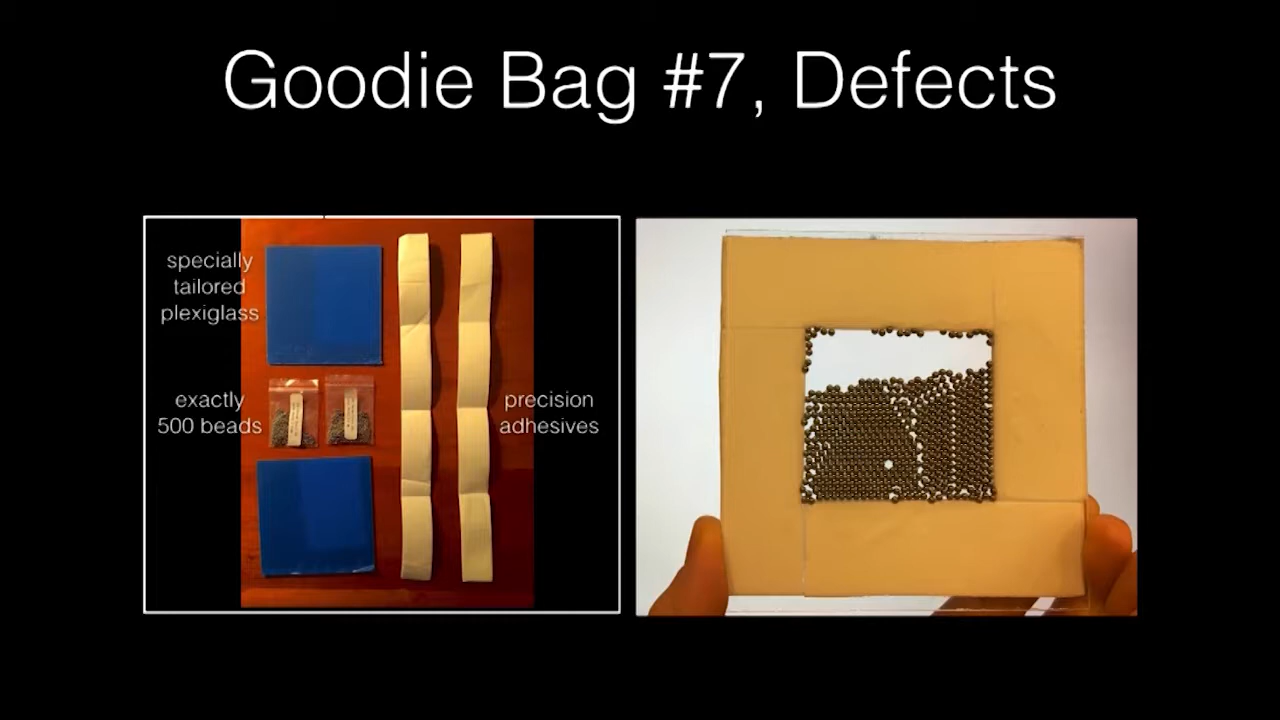 Goodie Bag #7, Defects
specially
tailored
plexiglass
exactly
500 beads
precision
adhesives